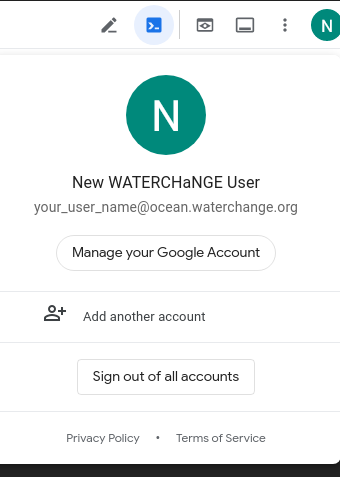 N
N
New WATERCHaNGE User
your_user_name@ocean.waterchange.org
Manage your Google Account
Add another account
Sign out of all accounts
Privacy Policy • Terms of Service